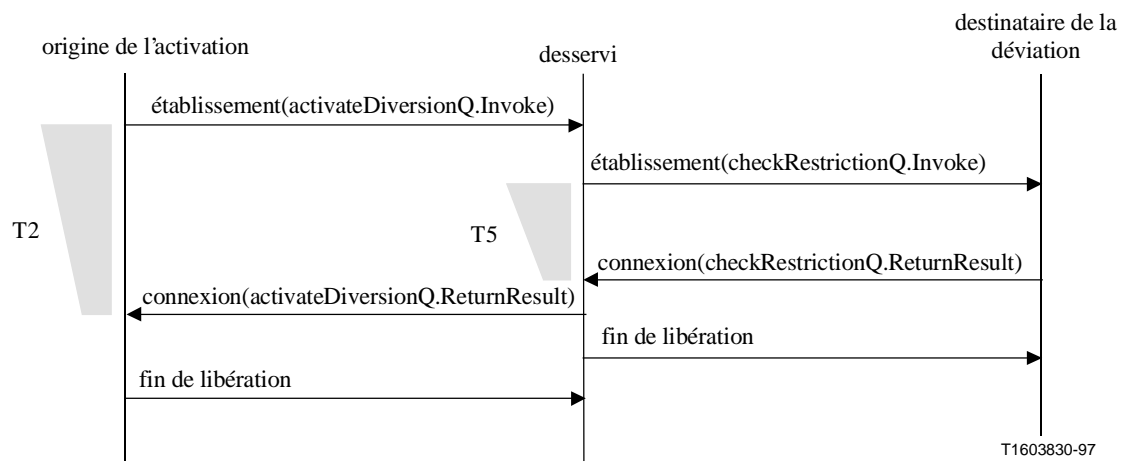 origine de l'activation
desservi
destinataire de la
déviation
établissement(activateDiversionQ.Invoke)
établissement(checkRestrictionQ.Invoke)
T2
T5
connexion(checkRestrictionQ.ReturnResult)
connexion(activateDiversionQ.ReturnResult)
fin de libération
fin de libération
T1603830-97